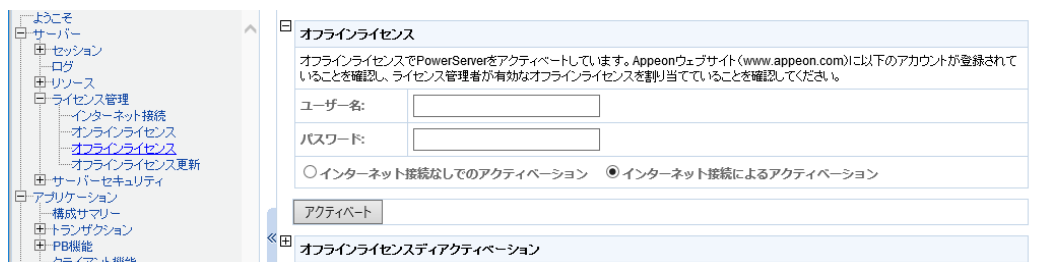 ようこそ
サーバー
セッション
ログ
リソース
ライセンス管理
インターネット接続
オンラインライセンス
オフラインライセンス
オフラインライセンス更新
サーバーセキュリティ
アプリケーション
構成サマリー
トランザクション
PB機能
クライアント機能
オフラインライセンス
オフラインライセンスでPowerServerをアクティベートしています。Appeonウェブサイト(www.appeon.com)に以下のアカウントが登録されて
いることを確認し、ライセンス管理者が有効なオフラインライセンスを割り当てていることを確認してください。
ユーザー名:
パスワード:
インターネット接続なしでのアクティベーション インターネット接続によるアクティベーション
アクティベート
オフラインライセンスディアクティベーション